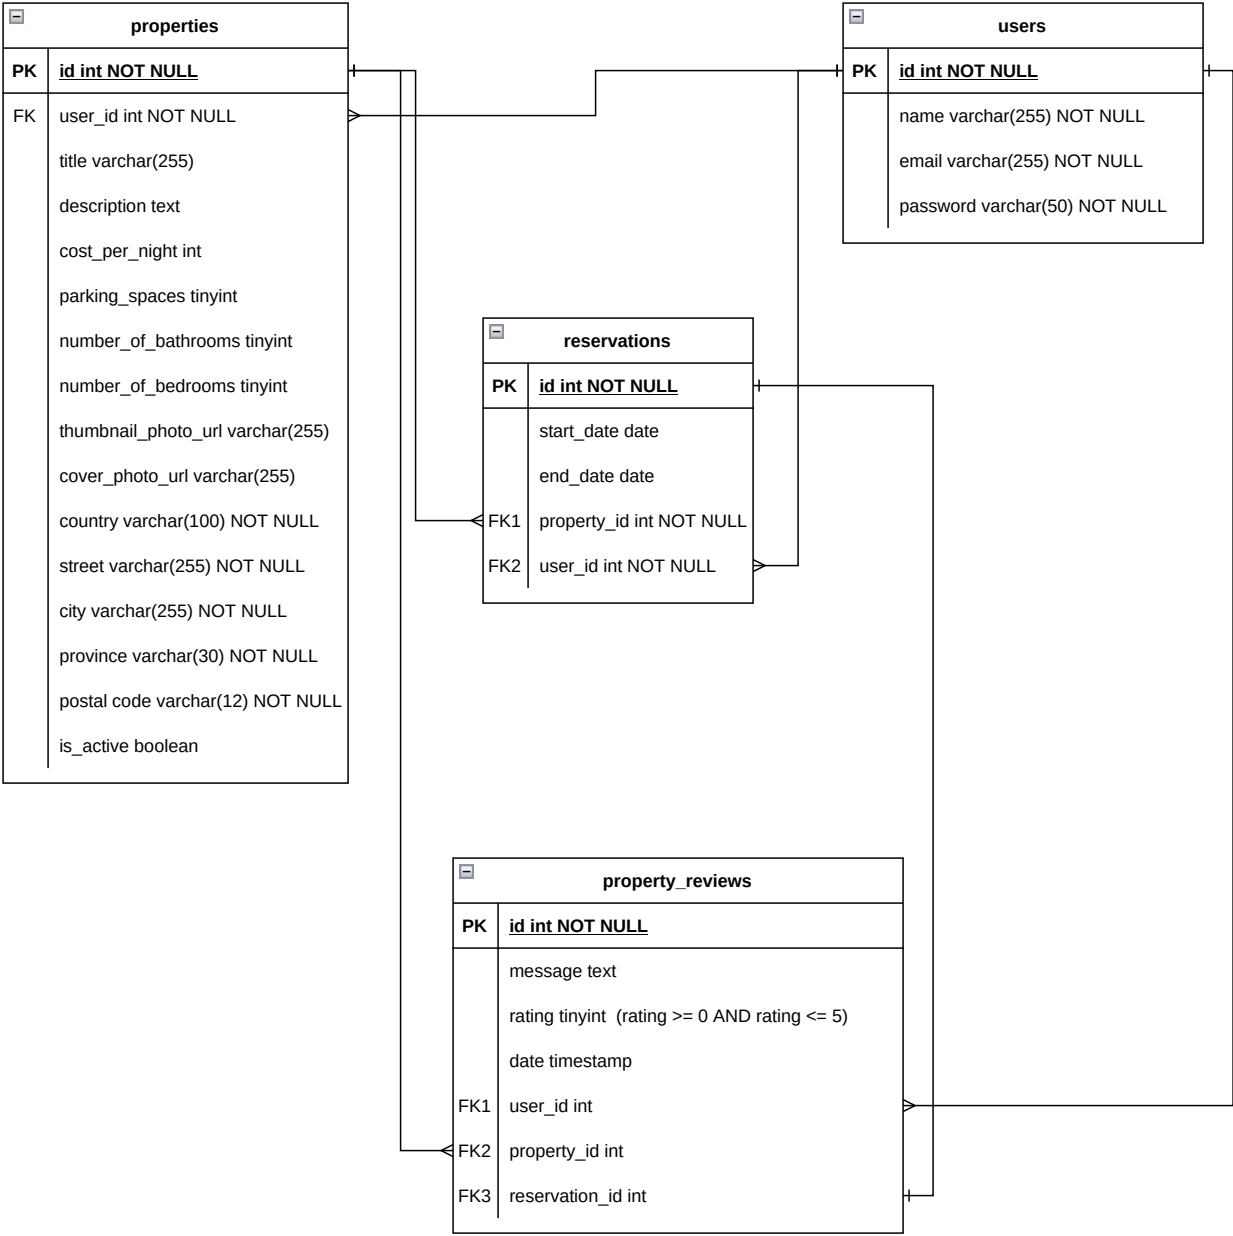 properties
PK id int NOT NULL
FK user_id int NOT NULL
title varchar(255)
description text
cost_per_night int
parking_spaces tinyint
number_of_bathrooms tinyint
number_of_bedrooms tinyint
thumbnail_photo_url varchar(255)
cover_photo_url varchar(255)
country varchar(100) NOT NULL
street varchar(255) NOT NULL
city varchar(255) NOT NULL
province varchar(30) NOT NULL
postal code varchar(12) NOT NULL
is_active boolean
users
PK id int NOT NULL
name varchar(255) NOT NULL
email varchar(255) NOT NULL
password varchar(50) NOT NULL
reservations
PK id int NOT NULL
start_date date
end_date date
FK1 property_id int NOT NULL
FK2 user_id int NOT NULL
property_reviews
PK id int NOT NULL
message text
rating tinyint  (rating >= 0 AND rating <= 5)
date timestamp
FK1 user_id int
FK2 property_id int
FK3 reservation_id int